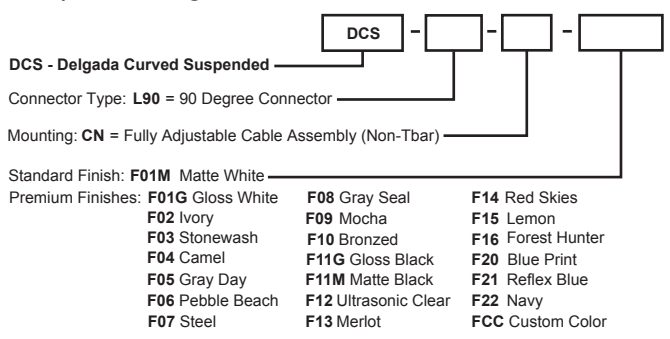 DCS - - -
DCS - Delgada Curved Suspended
Connector Type: L90 = 90 Degree Connector
Mounting: CN = Fully Adjustable Cable Assembly (Non-Tbar)
Standard Finish: F01M Matte White
Premium Finishes: F01G Gloss White F08 Gray Seal F14 Red Skies
F02 Ivory F09 Mocha F15 Lemon
F03 Stonewash F10 Bronzed F16 Forest Hunter
F04 Camel F11G Gloss Black F20 Blue Print
F05 Gray Day F11M Matte Black F21 Reflex Blue
F06 Pebble Beach F12 Ultrasonic Clear F22 Navy
F07 Steel F13 Merlot FCC Custom Color